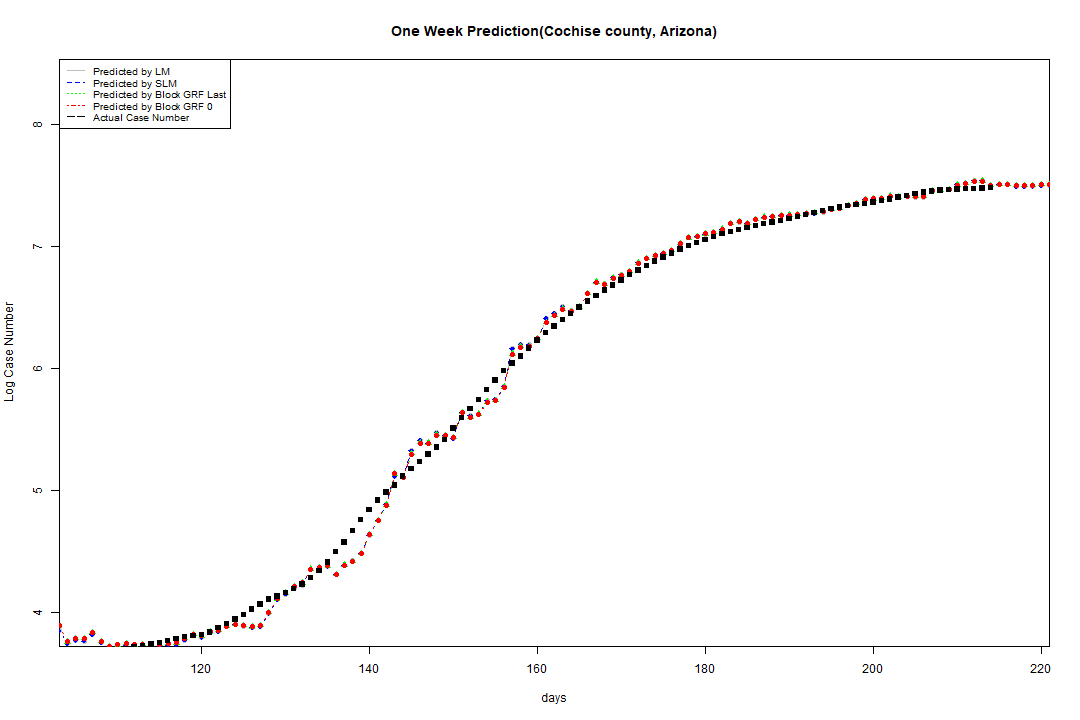 One Week Prediction(Cochise county, Arizona)
Predicted by LM
Predicted by SLM
Predicted by Block GRF Last
Predicted by Block GRF 0
Actual Case Number
8
7
6
5
4
Log Case Number
120 140 160 180 200 220
days